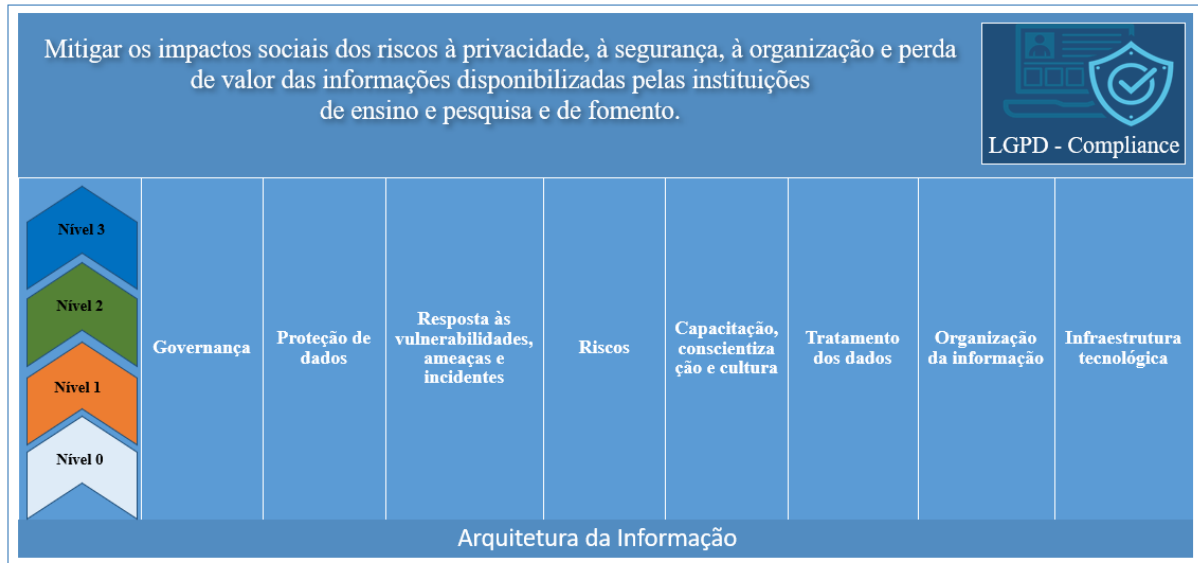 Mitigar os impactos sociais dos riscos à privacidade, à segurança, à organização e perda
de valor das informações disponibilizadas pelas instituições
de ensino e pesquisa e de fomento.
LGPD - Compliance
Nível 3
Nível 2
Nível 1
Nível 0
Governança
Proteção de
dados
Resposta às
vulnerabilidades,
ameaças e
incidentes
Riscos
Capacitação,
conscientiza
ção e cultura
Tratamento
dos dados
Organização
da informação
Infraestrutura
tecnológica
Arquitetura da Informação